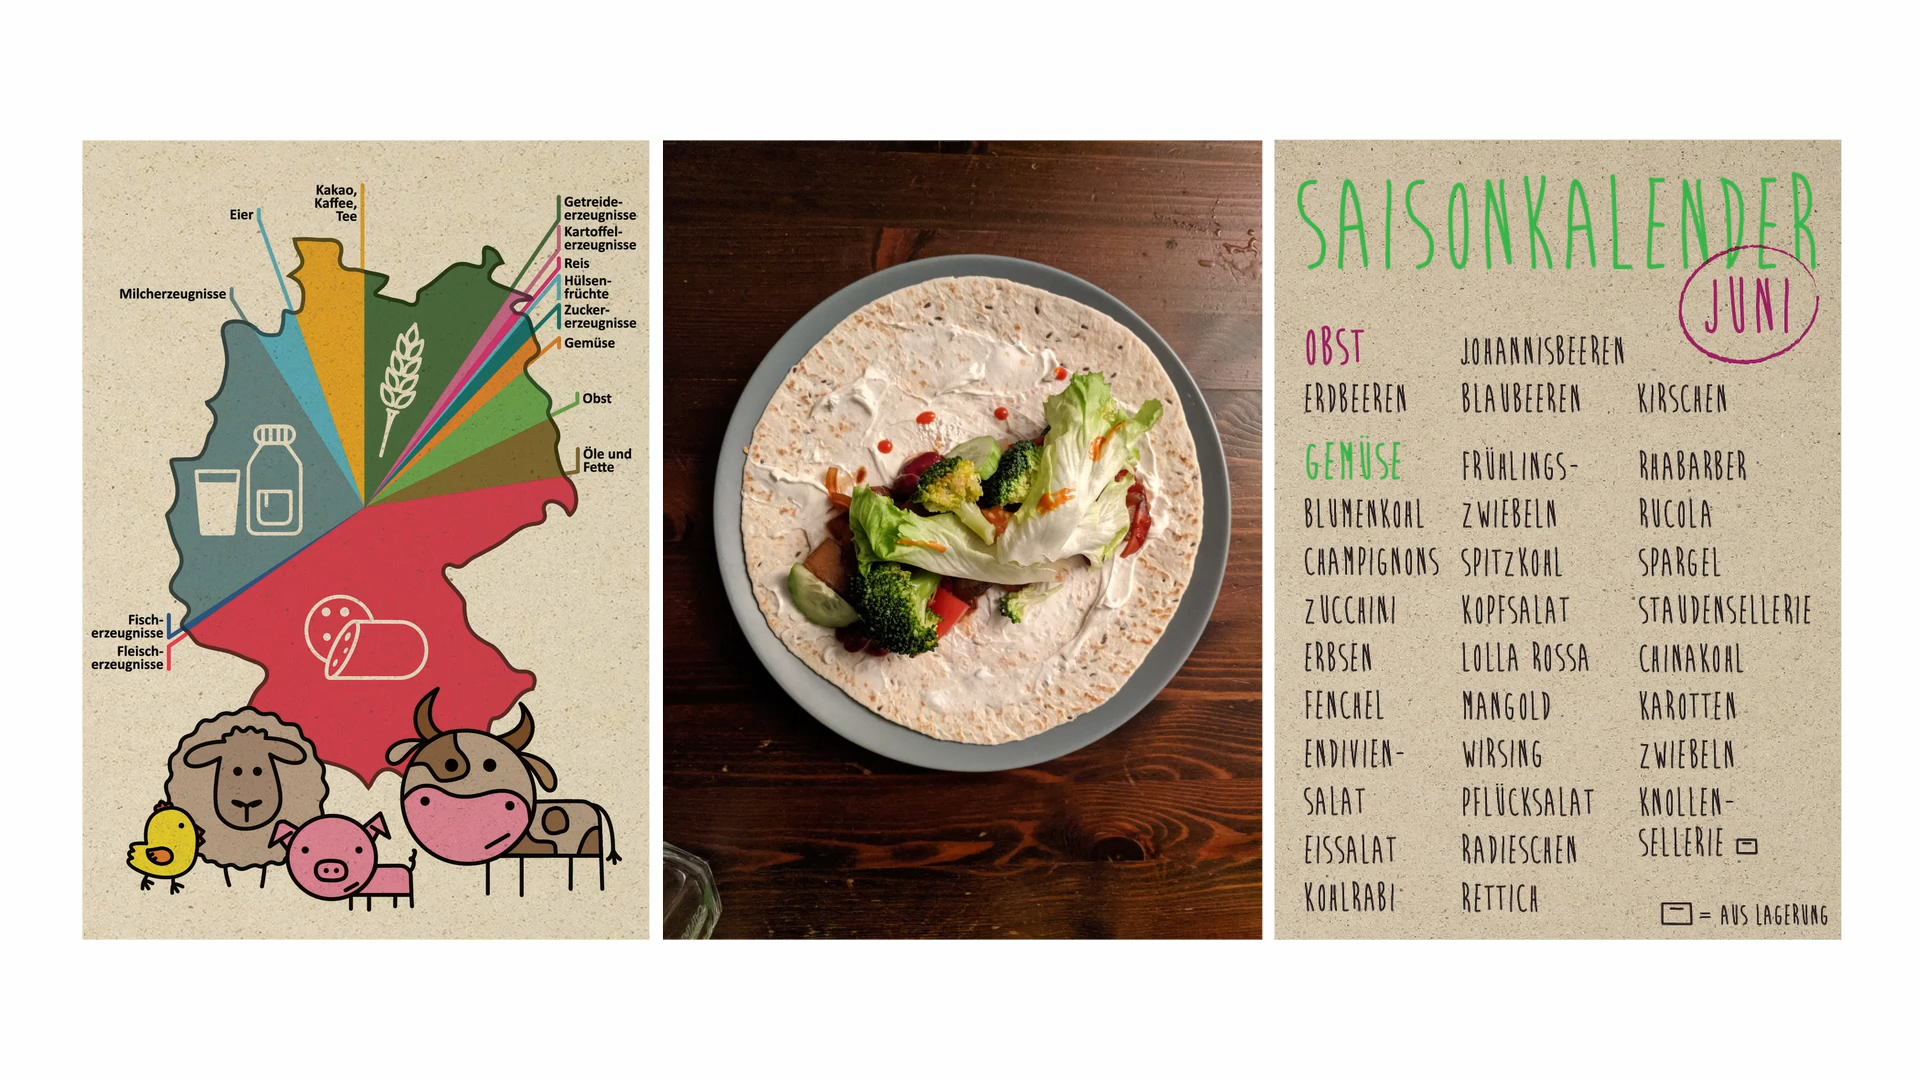 Kakao,
Kaffee,
Tee
Eier
Milcherzeugnisse
Getreide-
erzeugnisse
Kartoffel-
erzeugnisse
Reis
Hülsen-
früchte
Zucker-
erzeugnisse
Gemüse
Obst
Öle und
Fette
Fisch-
erzeugnisse
Fleisch-
erzeugnisse
SAISONKALENDER
JUNI
OBST
ERDBEEREN
JOHANNISBEEREN
BLAUBEEREN
KIRSCHEN
GEMÜSE
BLUMENKOHL
CHAMPIGNONS
ZUCCHINI
ERBSEN
FENCHEL
ENDIVIEN-
SALAT
EISSALAT
KOHLRABI
FRÜHLINGS-
ZWIEBELN
SPITZKOHL
KOPFSALAT
LOLLA ROSSA
MANGOLD
WIRSING
PFLÜCKSALAT
RADIESCHEN
RETTICH
RHABARBER
RUCOLA
SPARGEL
STAUDENSELLERIE
CHINAKOHL
KAROTTEN
ZWIEBELN
KNOLLEN-
SELLERIE
= AUS LAGERUNG